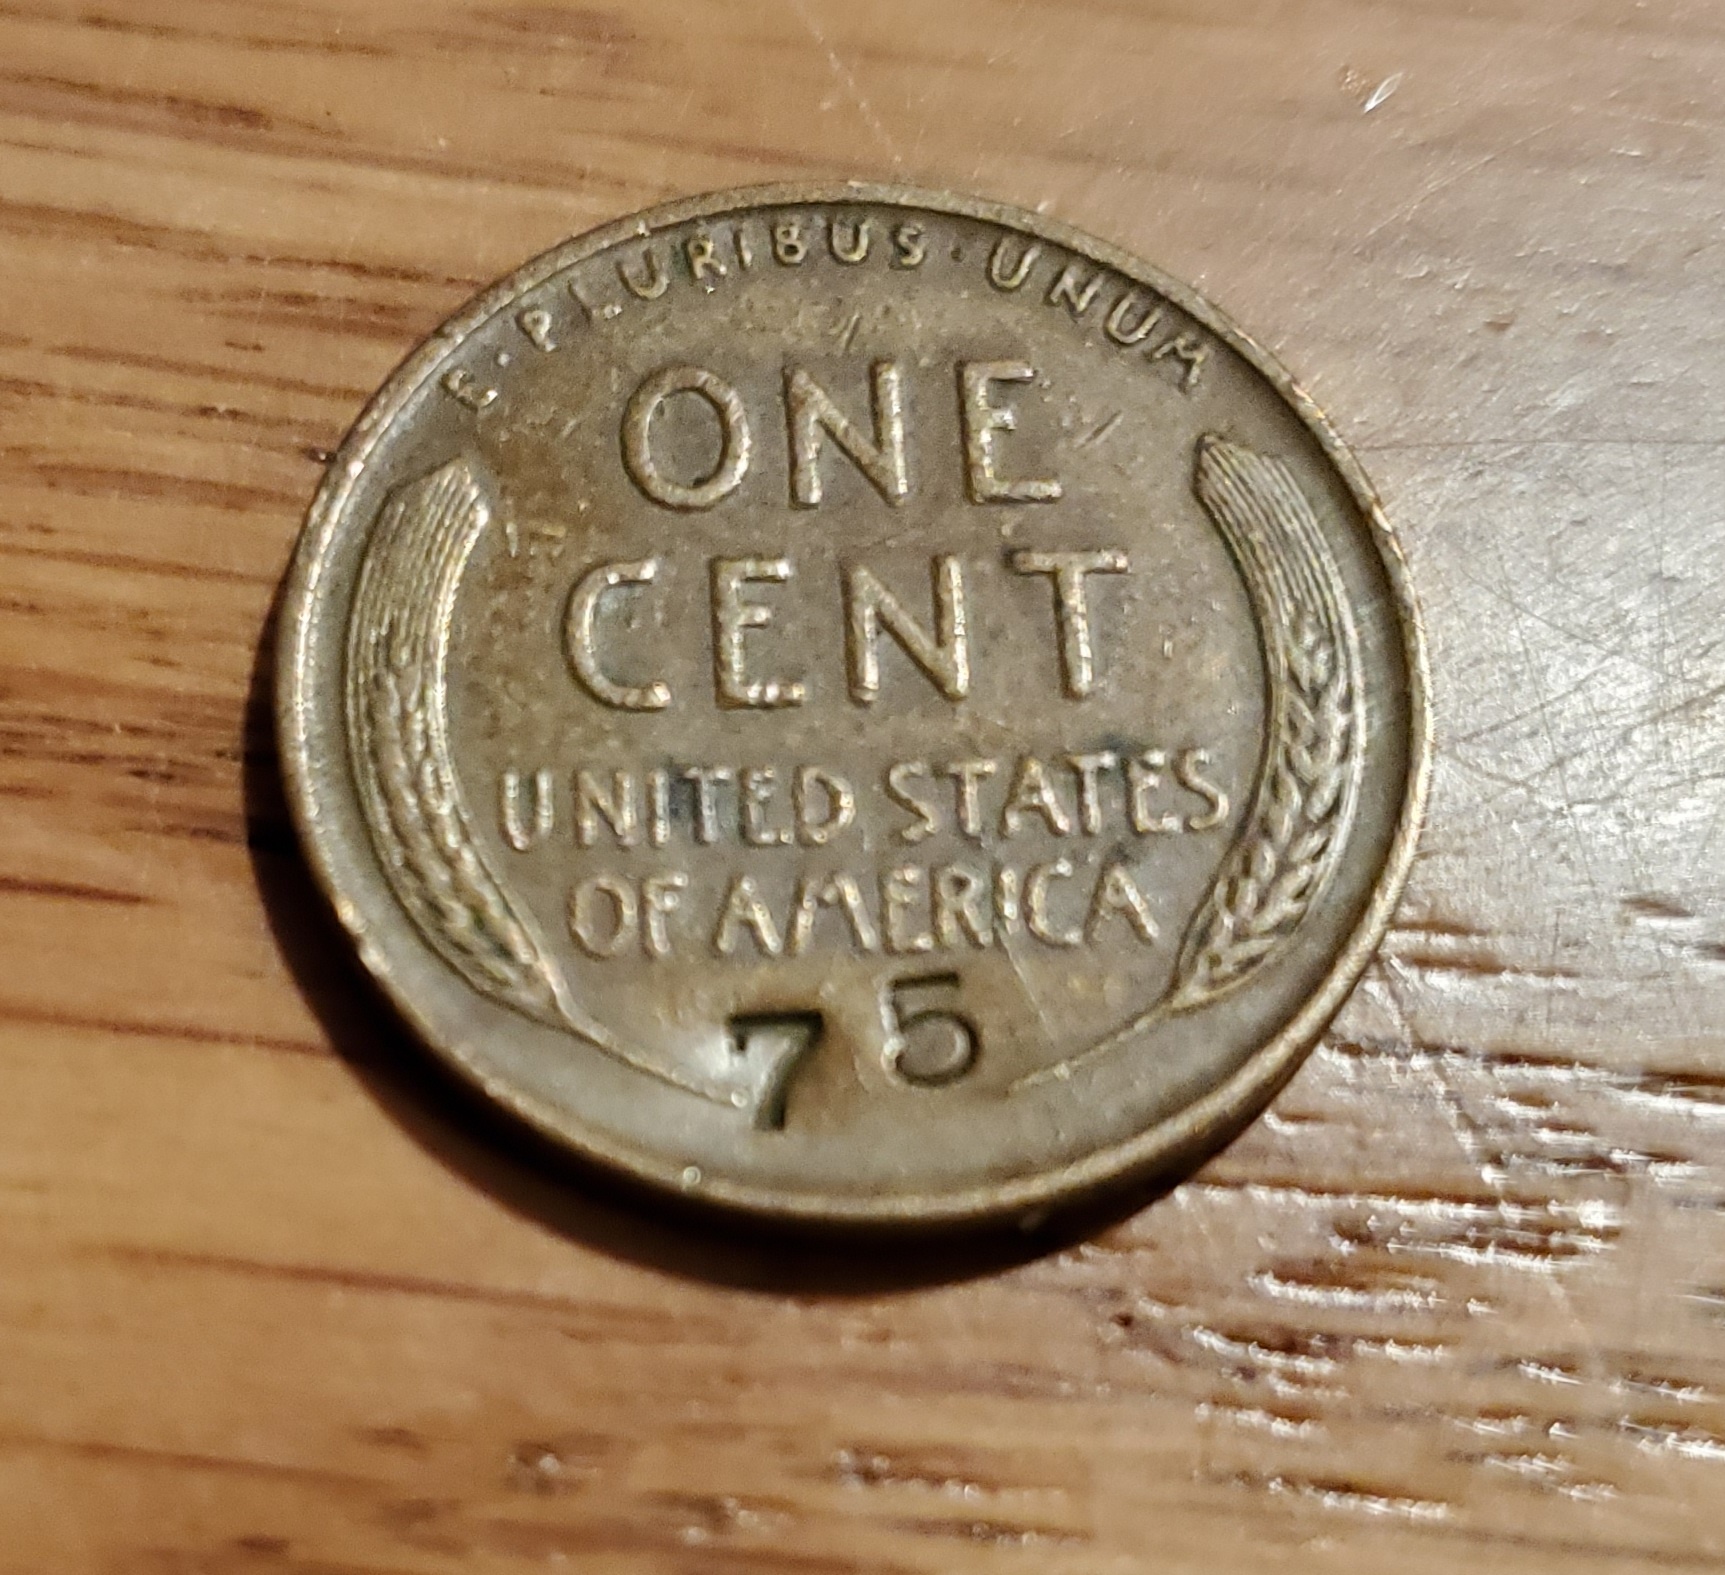 E · PLURIBUS · UNUM
ONE
CENT
UNITED STATES
OF AMERICA
75